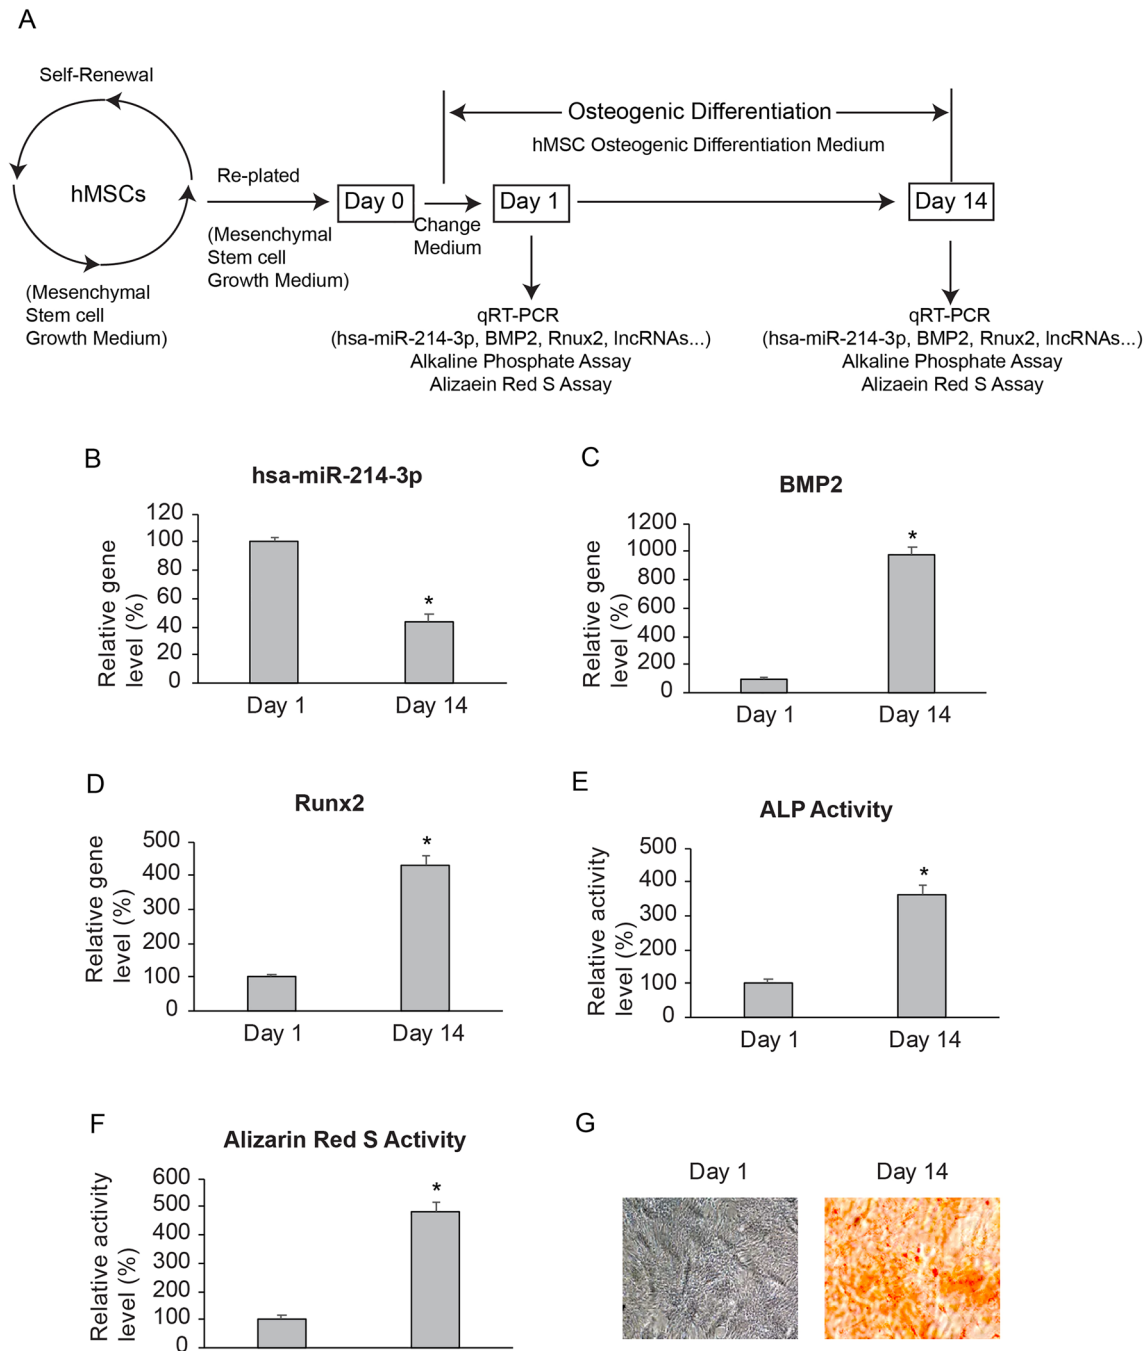 A
Self-Renewal
hMSCs
(Mesenchymal
Stem cell
Growth Medium)
Re-plated
(Mesenchymal
Stem cell
Growth Medium)
Day 0
Change
Medium
Osteogenic Differentiation
hMSC Osteogenic Differentiation Medium
Day 1
Day 14
qRT-PCR
(hsa-miR-214-3p, BMP2, Rnux2, lncRNAs...)
Alkaline Phosphate Assay
Alizaein Red S Assay
qRT-PCR
(hsa-miR-214-3p, BMP2, Rnux2, lncRNAs...)
Alkaline Phosphate Assay
Alizaein Red S Assay
B
hsa-miR-214-3p
Relative gene
level (%)
120
100
80
60
40
20
0
*
Day 1
Day 14
C
BMP2
Relative gene
level (%)
1200
1000
800
600
400
200
0
*
Day 1
Day 14
D
Runx2
Relative gene
level (%)
500
400
300
200
100
0
*
Day 1
Day 14
E
ALP Activity
Relative activity
level (%)
500
400
300
200
100
0
*
Day 1
Day 14
F
Alizarin Red S Activity
Relative activity
level (%)
600
500
400
300
200
100
0
*
G
Day 1
Day 14